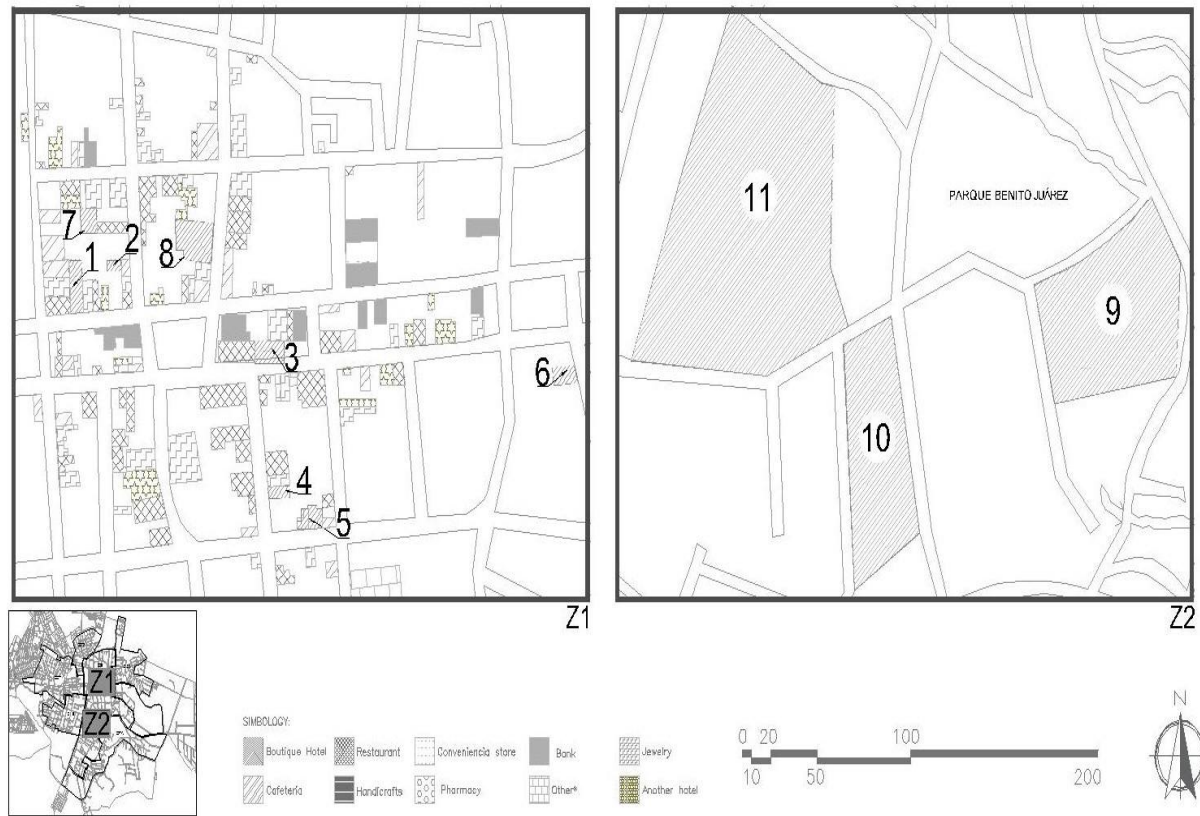 7
1
2
8
3
6
4
5
Z1
11
PARQUE BENITO JUÁREZ
9
10
Z2
Z1
Z2
SIMBOLOGY:
Boutique Hotel
Restaurant
Conveniencia store
Bank
Jewelry
Cafetería
Handicrafts
Pharmacy
Other*
Another hotel
0 20 100
10 50 200
N